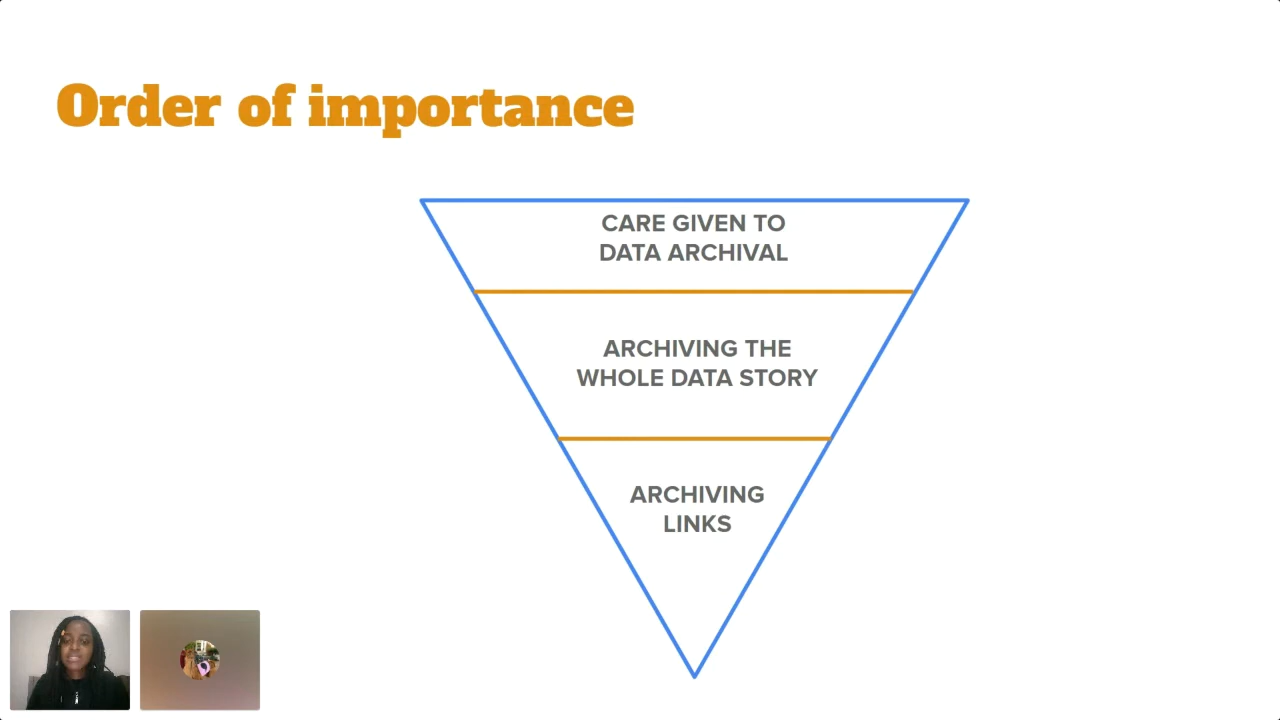 Order of importance
CARE GIVEN TO
DATA ARCHIVAL
ARCHIVING THE
WHOLE DATA STORY
ARCHIVING
LINKS